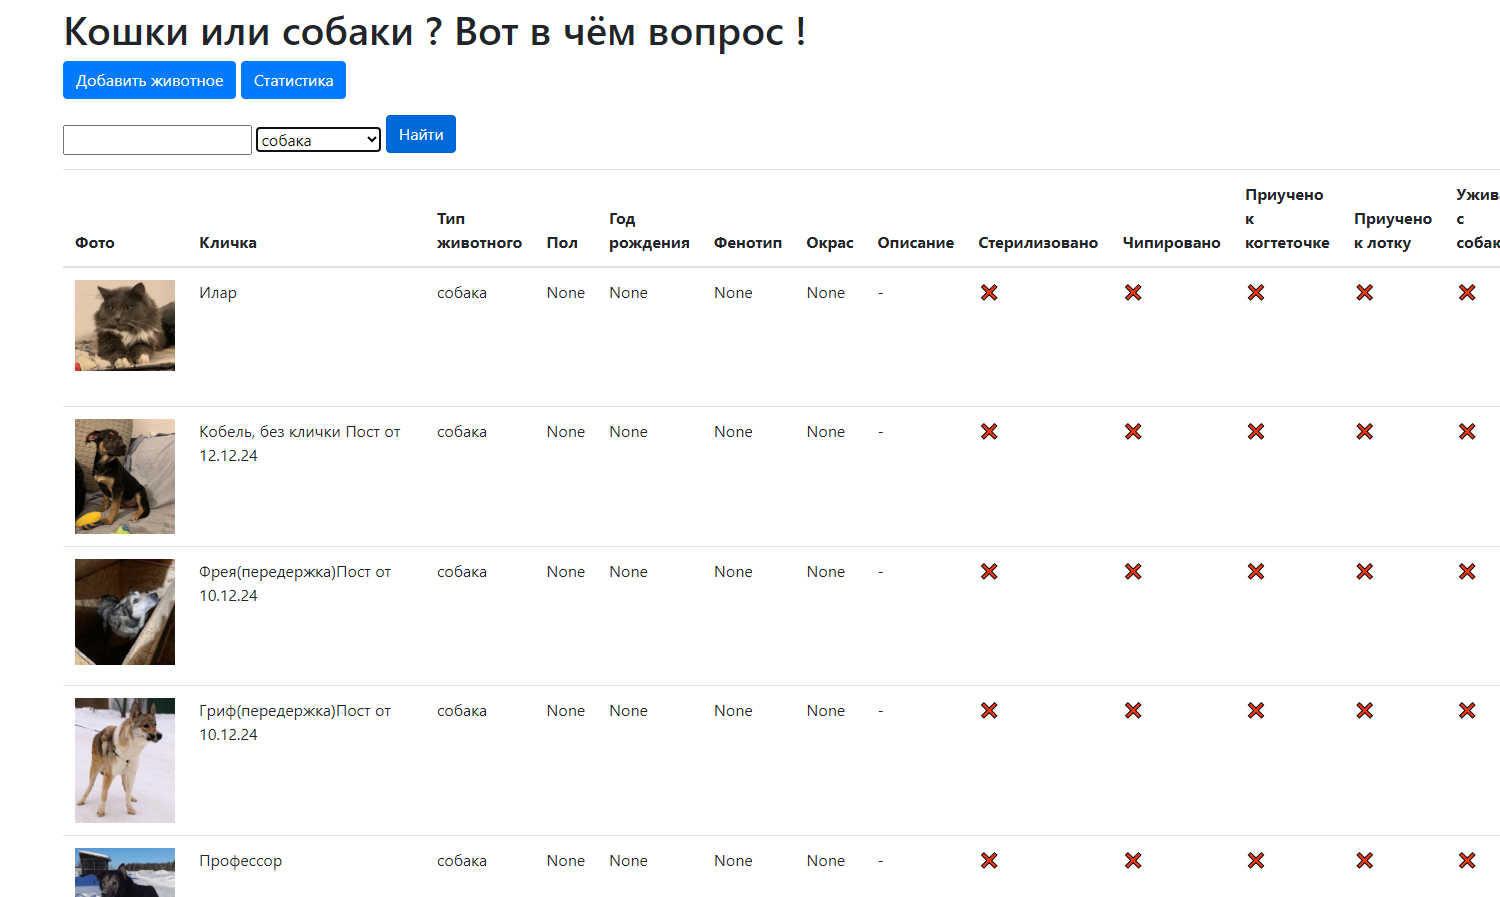 Кошки или собаки ? Вот в чём вопрос !
Добавить животное Статистика
собака Найти
Фото Кличка Тип животного Пол Год рождения Фенотип Окрас Описание Стерилизовано Чипировано Приучено к когтеточке Приучено к лотку с
Илар собака None None None None -
Кобель, без клички Пост от собака None None None None -
12.12.24
Фрея(передержка)Пост от собака None None None None -
10.12.24
Гриф(передержка)Пост от собака None None None None -
10.12.24
Профессор собака None None None None -